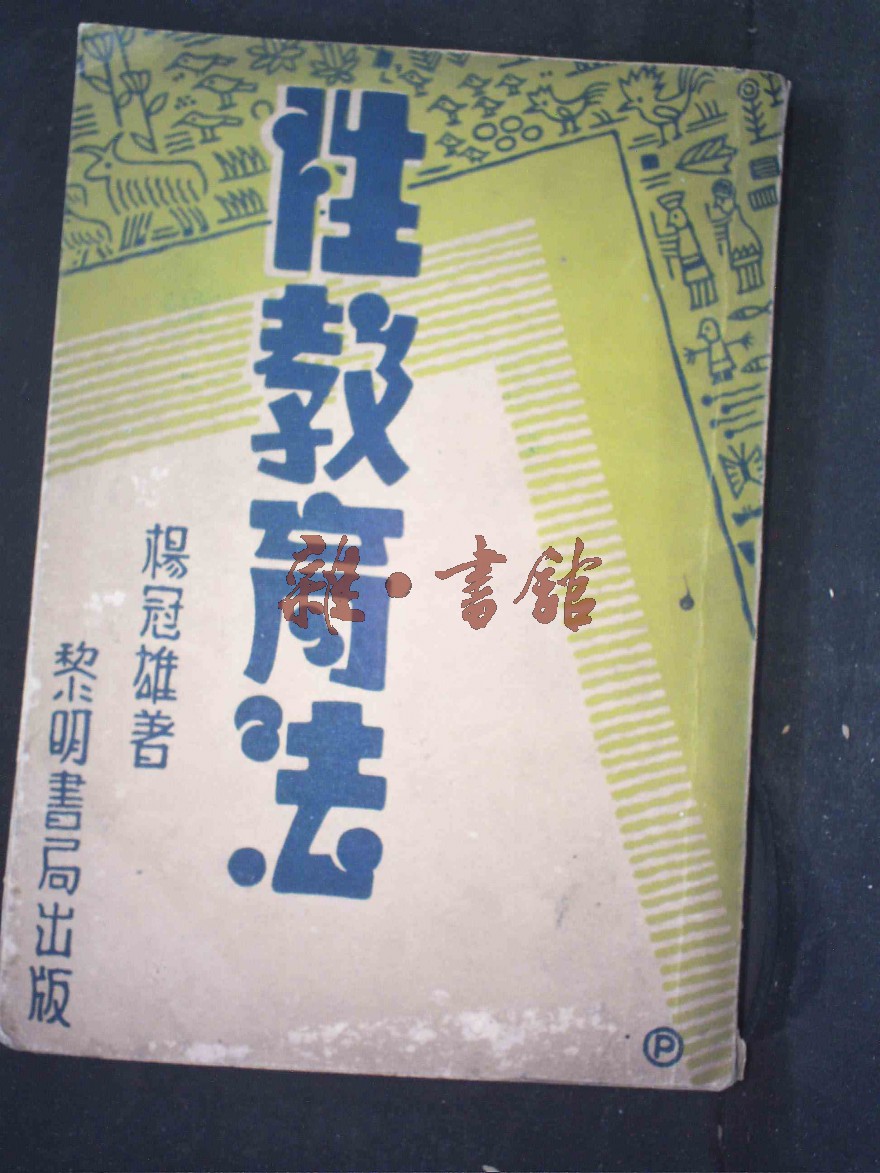 性教育法
楊冠雄著
黎明書局出版
雜·書館
P